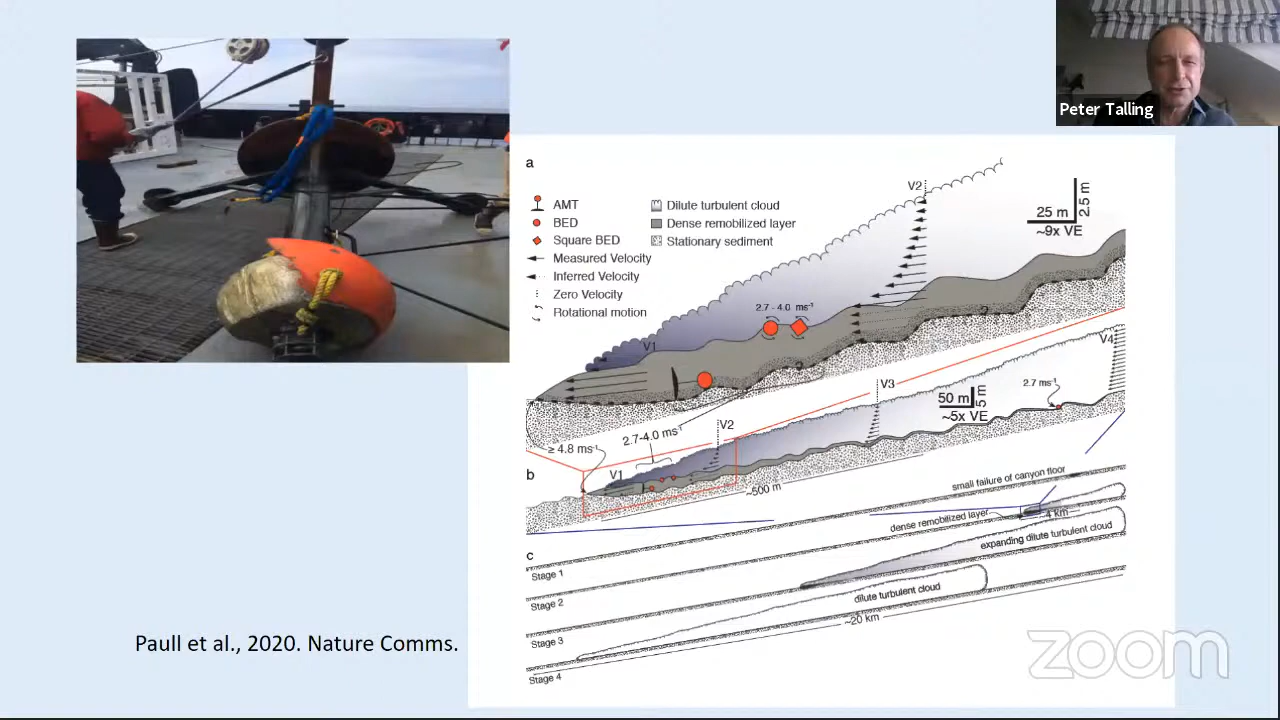 Peter Talling
a
AMT
BED
Square BED
Measured Velocity
Inferred Velocity
Zero Velocity
Rotational motion
Dilute turbulent cloud
Dense remobilized layer
Stationary sediment
V2
25 m
2.5 m
~9x VE
2.7 - 4.0 ms⁻¹
V1
?
?
V4
V3
50 m
5 m
~5x VE
2.7 ms⁻¹
V2
2.7-4.0 ms⁻¹
≥ 4.8 ms⁻¹
V1
b
~500 m
small failure of canyon floor
dense remobilized layer
~4 km
c
expanding dilute turbulent cloud
Stage 1
Stage 2
dilute turbulent cloud
~20 km
Stage 3
Stage 4
Paull et al., 2020. Nature Comms.
zoom